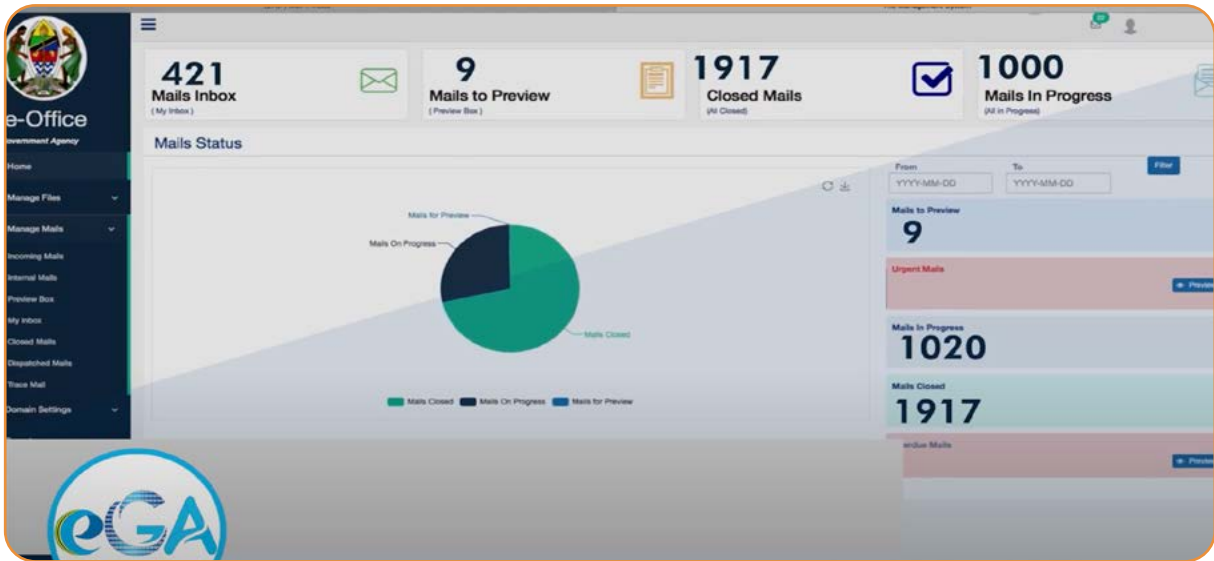 421
Mails Inbox
( My Inbox )
9
Mails to Preview
( Preview Box )
1917
Closed Mails
(All Closed)
1000
Mails In Progress
(All in Progress)
e-Office
overnment Agency
Home
Manage Files
Manage Mails
Incoming Mails
Internal Mails
Preview Box
My Inbox
Closed Mails
Dispatched Mails
Trace Mail
Domain Settings
Mails Status
Mails for Preview
Mails On Progress
Mails Closed
Mails Closed Mails On Progress Mails for Preview
From To
YYYY-MM-DD YYYY-MM-DD Filter
Mails to Preview
9
Urgent Mails
Preview
Mails In Progress
1020
Mails Closed
1917
erdue Mails
Preview
eGA